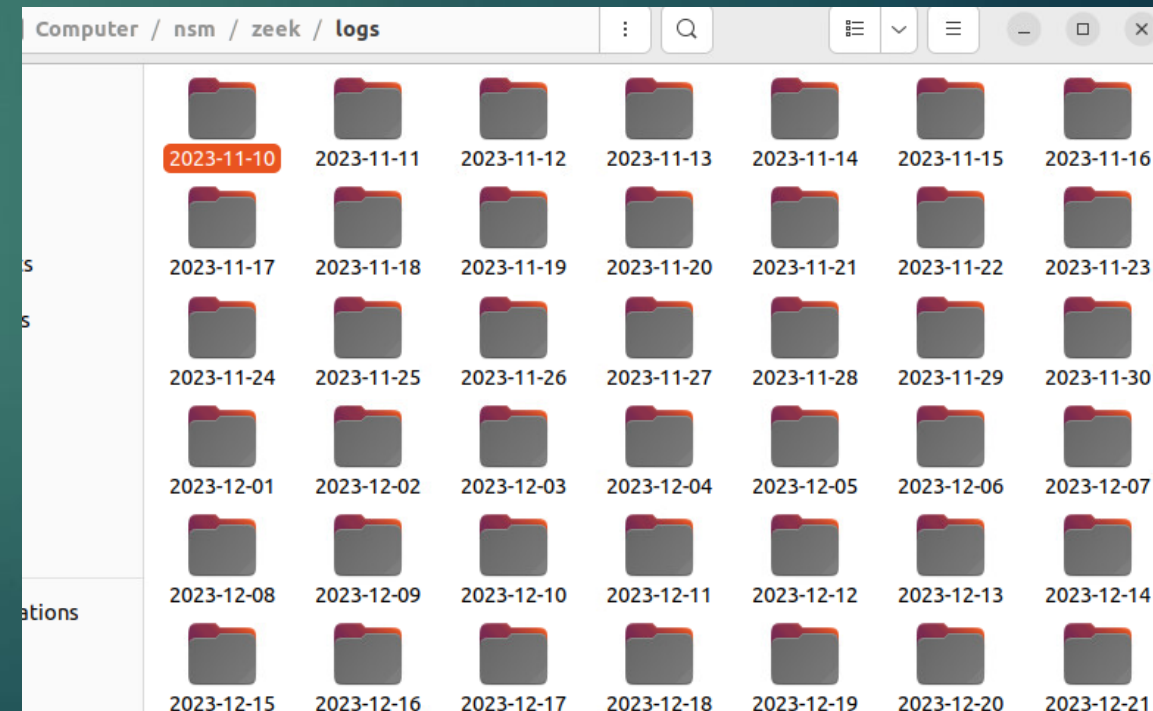 Computer / nsm / zeek / logs
2023-11-10 2023-11-11 2023-11-12 2023-11-13 2023-11-14 2023-11-15 2023-11-16
s
2023-11-17 2023-11-18 2023-11-19 2023-11-20 2023-11-21 2023-11-22 2023-11-23
s
2023-11-24 2023-11-25 2023-11-26 2023-11-27 2023-11-28 2023-11-29 2023-11-30
2023-12-01 2023-12-02 2023-12-03 2023-12-04 2023-12-05 2023-12-06 2023-12-07
2023-12-08 2023-12-09 2023-12-10 2023-12-11 2023-12-12 2023-12-13 2023-12-14
ations
2023-12-15 2023-12-16 2023-12-17 2023-12-18 2023-12-19 2023-12-20 2023-12-21